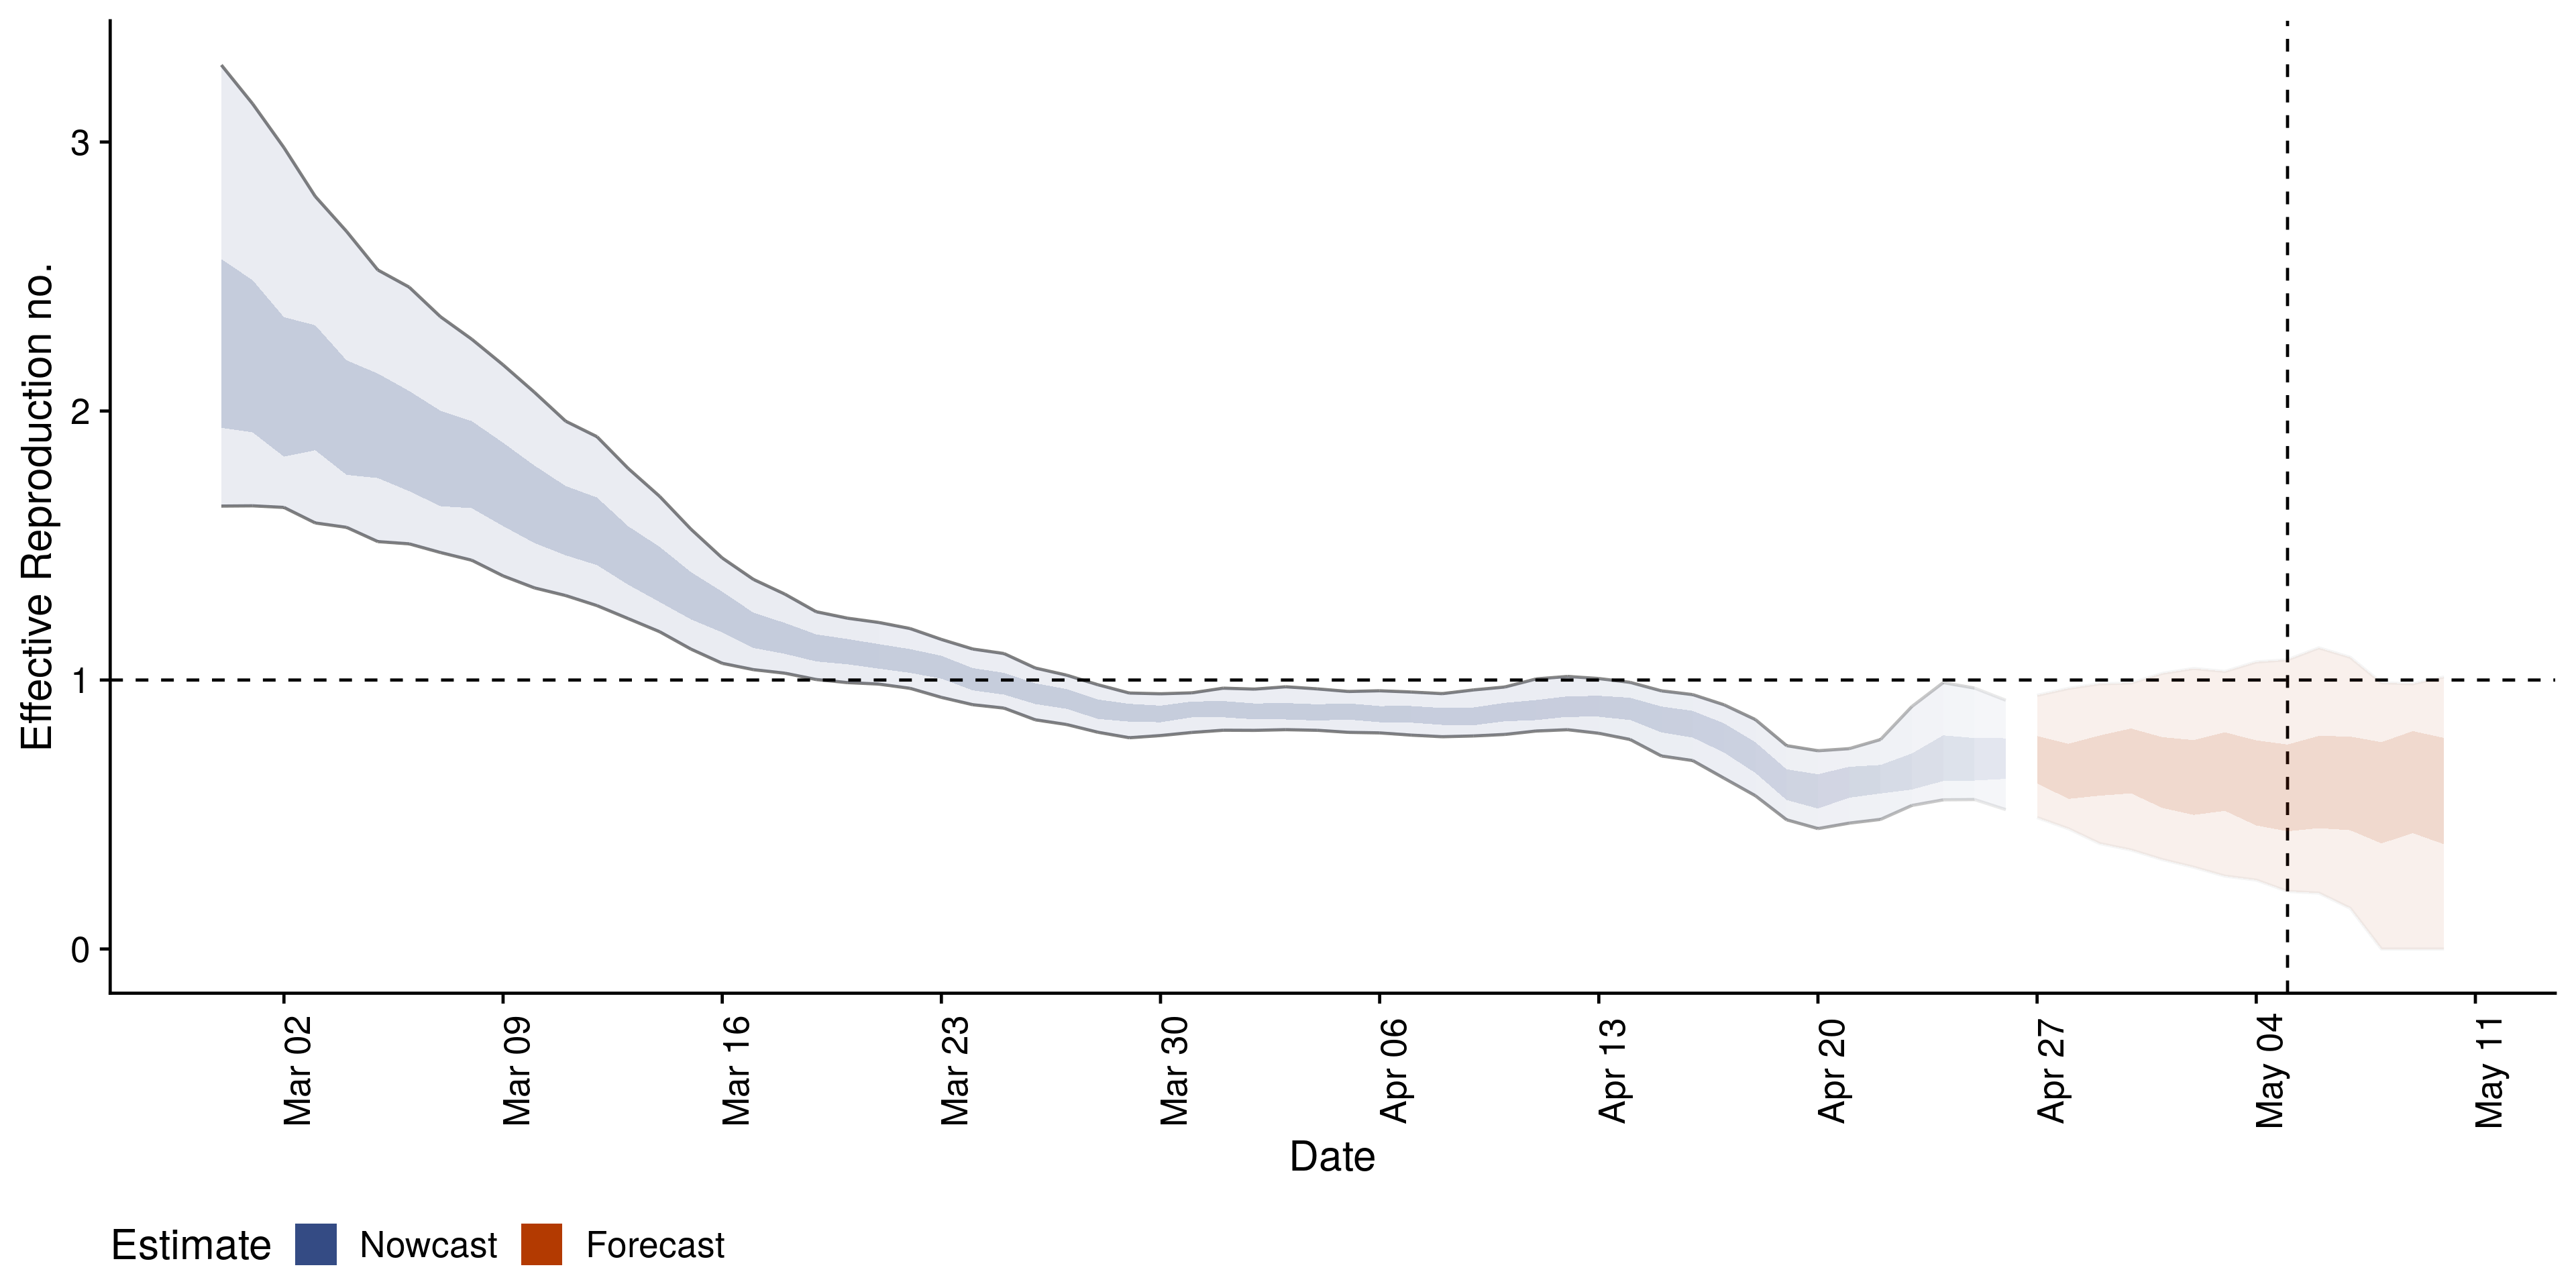 Effective Reproduction no.
3
2
1
0
Mar 02
Mar 09
Mar 16
Mar 23
Mar 30
Apr 06
Apr 13
Apr 20
Apr 27
May 04
May 11
Date
Estimate Nowcast Forecast